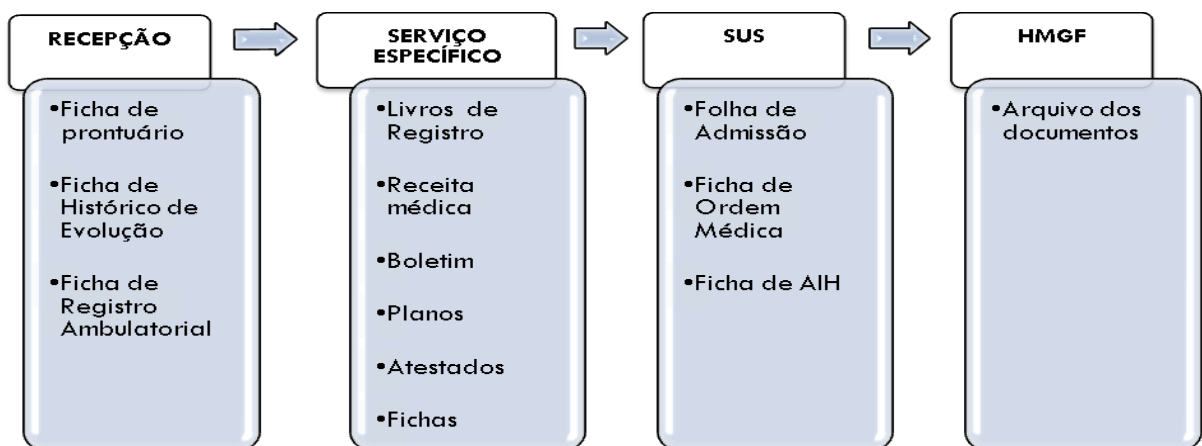 RECEPÇÃO
•Ficha de
prontuário
•Ficha de
Histórico de
Evolução
•Ficha de
Registro
Ambulatorial
SERVIÇO
ESPECÍFICO
•Livros de
Registro
•Receita
médica
•Boletim
•Planos
•Atestados
•Fichas
SUS
•Folha de
Admissão
•Ficha de
Ordem
Médica
•Ficha de AIH
HMGF
•Arquivo dos
documentos